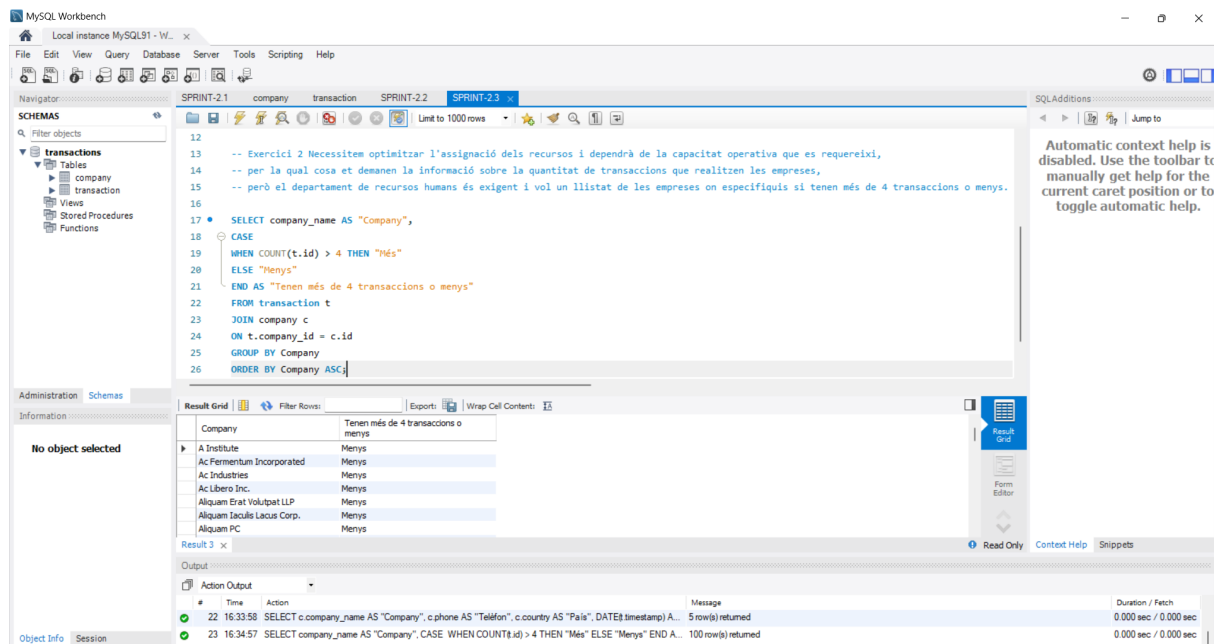 MySQL Workbench
Local instance MySQL91 - W... ×
File Edit View Query Database Server Tools Scripting Help
Navigator
SCHEMAS
Filter objects
transactions
Tables
company
transaction
Views
Stored Procedures
Functions
Administration Schemas
Information
No object selected
Object Info Session
SPRINT-2.1 company transaction SPRINT-2.2 SPRINT-2.3 ×
Limit to 1000 rows
12
13 -- Exercici 2 Necessitem optimitzar l'assignació dels recursos i dependrà de la capacitat operativa que es requereixi,
14 -- per la qual cosa et demanen la informació sobre la quantitat de transaccions que realitzen les empreses,
15 -- però el departament de recursos humans és exigent i vol un llistat de les empreses on especifiquis si tenen més de 4 transaccions o menys.
16
17 SELECT company_name AS "Company",
18 CASE
19 WHEN COUNT(t.id) > 4 THEN "Més"
20 ELSE "Menys"
21 END AS "Tenen més de 4 transaccions o menys"
22 FROM transaction t
23 JOIN company c
24 ON t.company_id = c.id
25 GROUP BY Company
26 ORDER BY Company ASC;
Result Grid Filter Rows: Export: Wrap Cell Content:
Company Tenen més de 4 transaccions o
menys
A Institute Menys
Ac Fermentum Incorporated Menys
Ac Industries Menys
Ac Libero Inc. Menys
Aliquam Erat Volutpat LLP Menys
Aliquam Iaculis Lacus Corp. Menys
Aliquam PC Menys
Result
Grid
Form
Editor
Result 3 × Read Only
Output
Action Output
# Time Action Message Duration / Fetch
22 16:33:58 SELECT c.company_name AS "Company", c.phone AS "Telèfon", c.country AS "País", DATE(t.timestamp) A... 5 row(s) returned 0.000 sec / 0.000 sec
23 16:34:57 SELECT company_name AS "Company", CASE WHEN COUNT(t.id) > 4 THEN "Més" ELSE "Menys" END A... 100 row(s) returned 0.000 sec / 0.000 sec
SQLAdditions
Jump to
Automatic context help is
disabled. Use the toolbar to
manually get help for the
current caret position or to
toggle automatic help.
Context Help Snippets